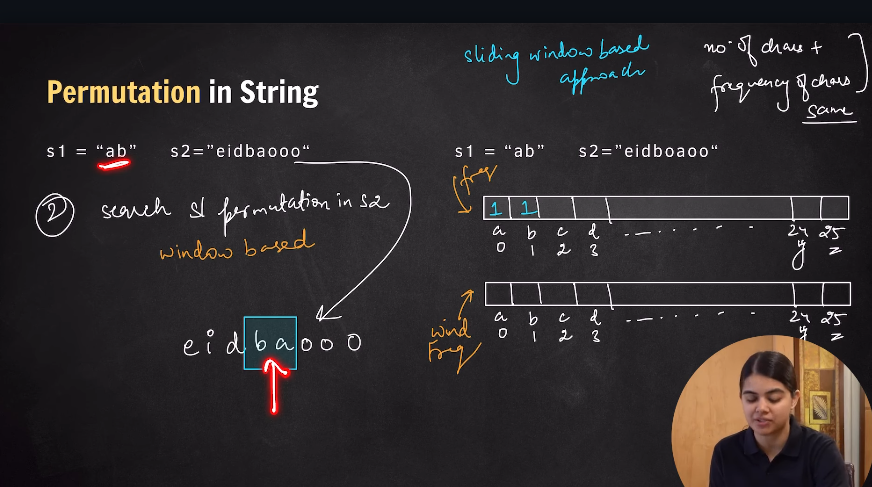 Permutation in String
s1 = "ab" s2="eidbaooo"
2 search s1 permutation in s2
window based
e i d b a o o o
sliding window based
approach
no. of chars +
frequency of chars
same
s1 = "ab" s2="eidboaoo"
freq
1 1
a b c d y z
0 1 2 3 24 25
wind
Freq
a b c d y z
0 1 2 3 24 25